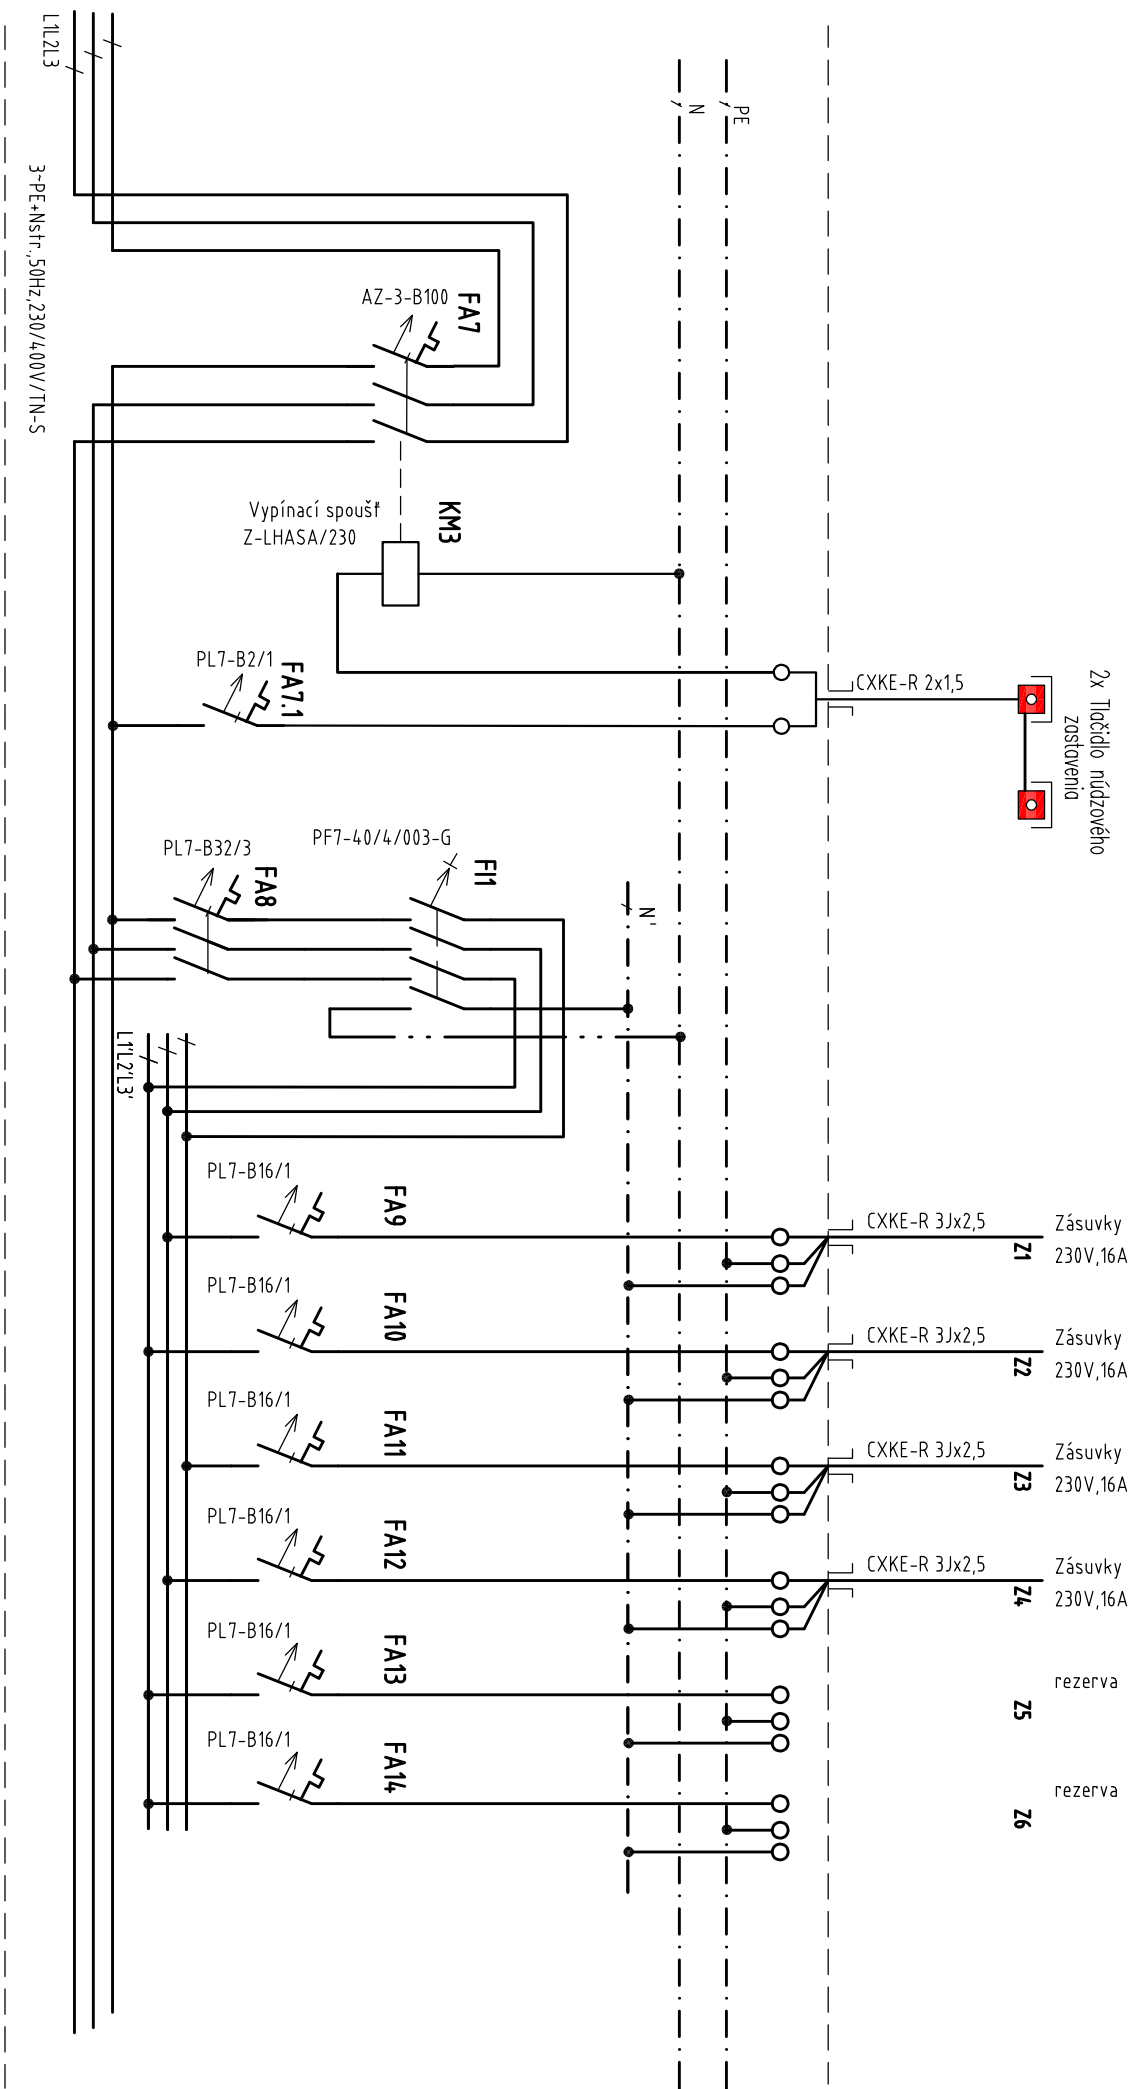 L1L2L3
3~PE+Nstr.,50Hz,230/400V/TN-S
N
PE
AZ-3-B100
FA7
Vypínací spoušť
Z-LHASA/230
KM3
PL7-B2/1
FA7.1
CXKE-R 2x1,5
2x Tlačidlo núdzového
zastavenia
PL7-B32/3
FA8
PF7-40/4/003-G
FI1
N'
L1'L2'L3'
PL7-B16/1
FA9
CXKE-R 3Jx2,5
Z1
Zásuvky
230V,16A
PL7-B16/1
FA10
CXKE-R 3Jx2,5
Z2
Zásuvky
230V,16A
PL7-B16/1
FA11
CXKE-R 3Jx2,5
Z3
Zásuvky
230V,16A
PL7-B16/1
FA12
CXKE-R 3Jx2,5
Z4
Zásuvky
230V,16A
PL7-B16/1
FA13
Z5
rezerva
PL7-B16/1
FA14
Z6
rezerva